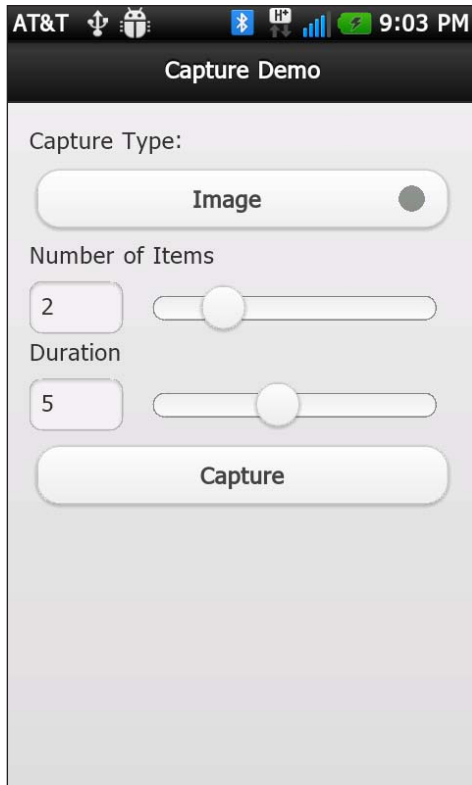 AT&T H+ 9:03 PM
Capture Demo
Capture Type:
Image
Number of Items
2
Duration
5
Capture